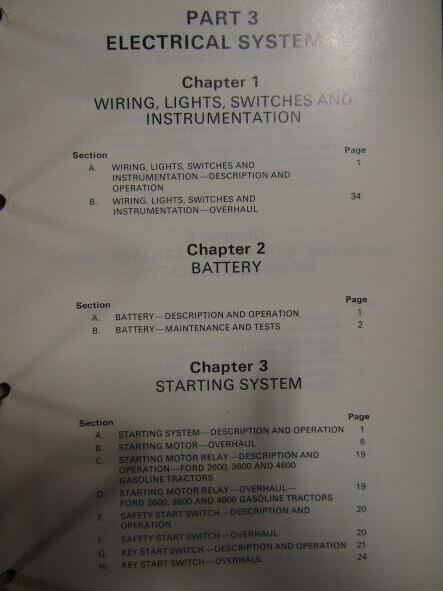 PART 3
ELECTRICAL SYSTEM
Chapter 1
WIRING, LIGHTS, SWITCHES AND
INSTRUMENTATION
Section Page
A. WIRING, LIGHTS, SWITCHES AND 1
INSTRUMENTATION—DESCRIPTION AND
OPERATION
B. WIRING, LIGHTS, SWITCHES AND 34
INSTRUMENTATION—OVERHAUL
Chapter 2
BATTERY
Section Page
A. BATTERY—DESCRIPTION AND OPERATION 1
B. BATTERY—MAINTENANCE AND TESTS 2
Chapter 3
STARTING SYSTEM
Section Page
A. STARTING SYSTEM—DESCRIPTION AND OPERATION 1
B. STARTING MOTOR—OVERHAUL 6
C. STARTING MOTOR RELAY—DESCRIPTION AND 19
OPERATION—FORD 2600, 3600 AND 4600
GASOLINE TRACTORS
D. STARTING MOTOR RELAY—OVERHAUL— 19
FORD 2600, 3600 AND 4600 GASOLINE TRACTORS
E SAFETY START SWITCH—DESCRIPTION AND 20
OPERATION
F SAFETY START SWITCH—OVERHAUL 20
G. KEY START SWITCH—DESCRIPTION AND OPERATION 21
H. KEY START SWITCH—OVERHAUL 24